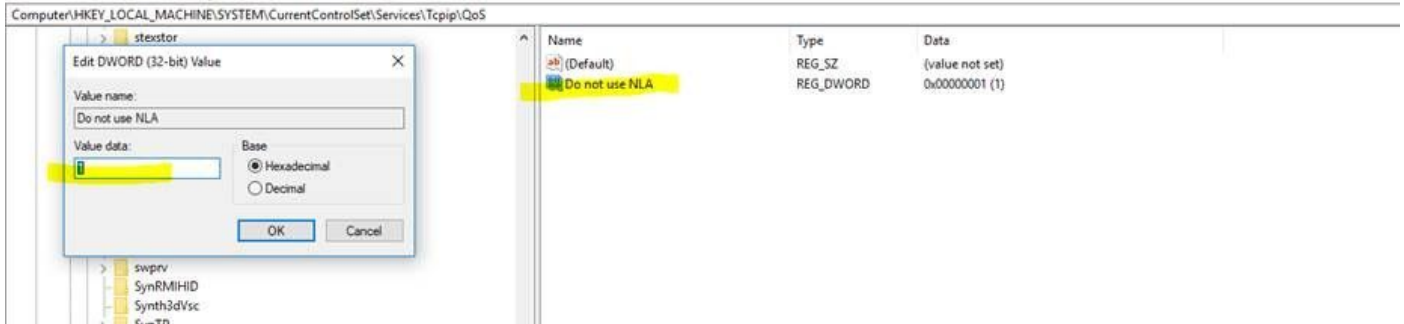 Computer\HKEY_LOCAL_MACHINE\SYSTEM\CurrentControlSet\Services\Tcpip\QoS
stexstor
Edit DWORD (32-bit) Value
Value name:
Do not use NLA
Value data:
1
Base
Hexadecimal
Decimal
OK
Cancel
swprv
SynRMIHID
Synth3dVsc
SynTP
Name Type Data
ab (Default) REG_SZ (value not set)
Do not use NLA REG_DWORD 0x00000001 (1)